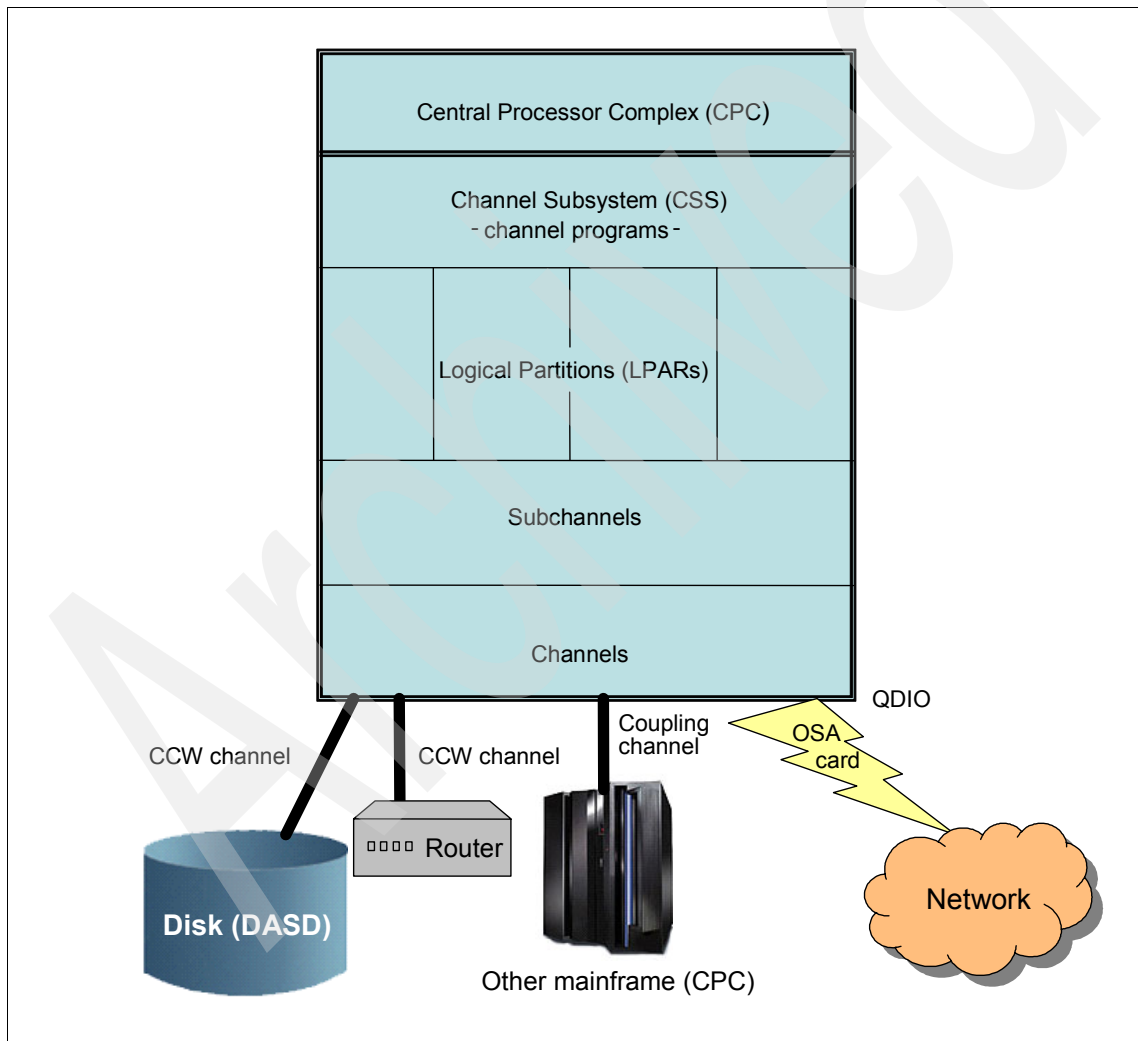 Central Processor Complex (CPC)
Channel Subsystem (CSS)
- channel programs -
Logical Partitions (LPARs)
Subchannels
Channels
QDIO
CCW channel
CCW channel
Coupling
channel
OSA
card
Router
Disk (DASD)
Network
Other mainframe (CPC)
Archived